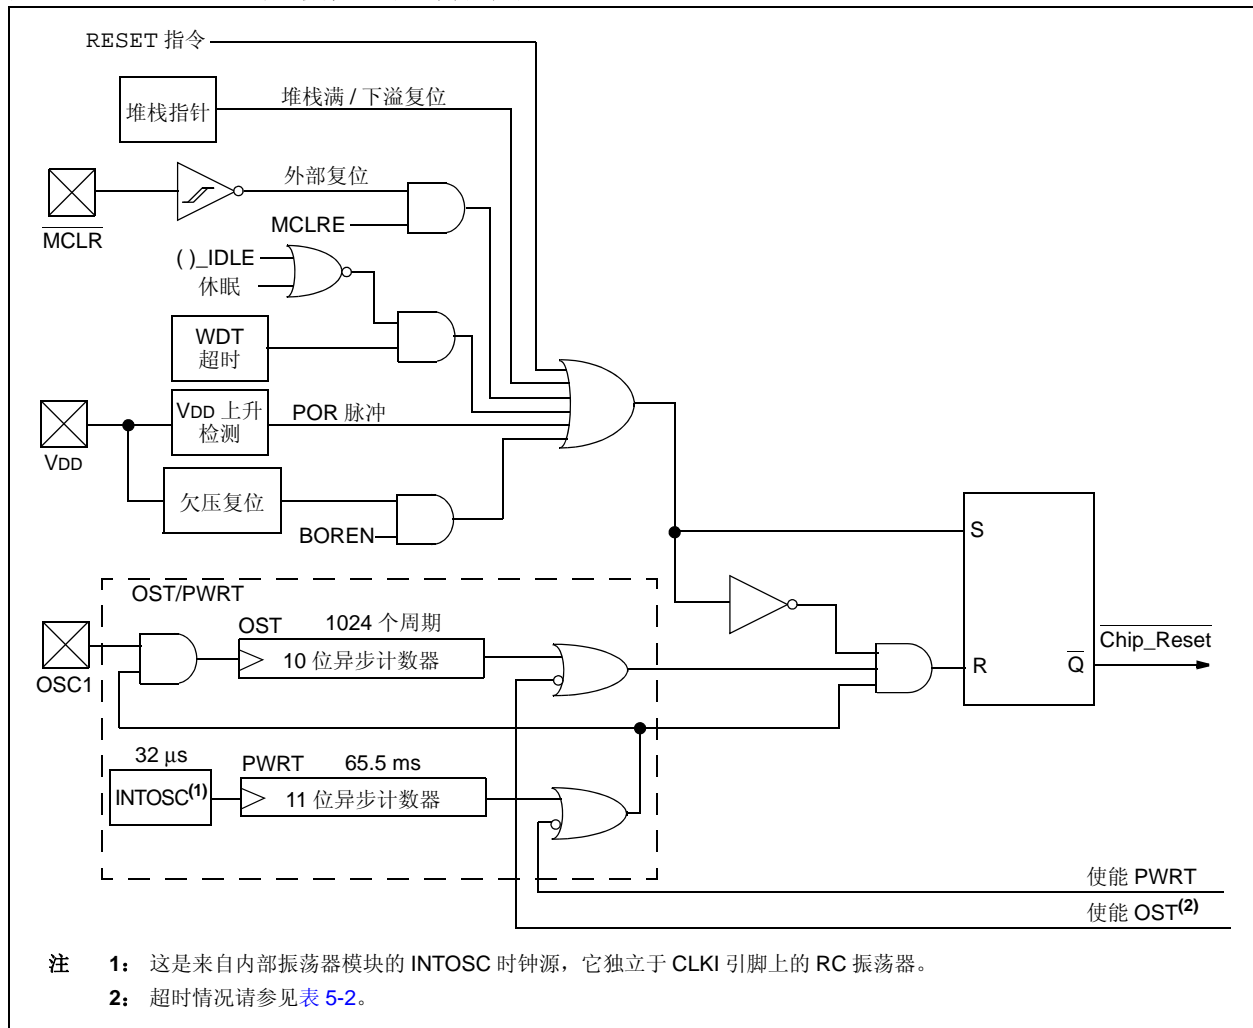 RESET 指令
堆栈指针
堆栈满 / 下溢复位
外部复位
MCLR
MCLRE
( )_IDLE
休眠
WDT
超时
VDD
VDD 上升
检测
POR 脉冲
欠压复位
BOREN
S
OST/PWRT
OST
1024 个周期
10 位异步计数器
OSC1
R
Q
Chip_Reset
32 μs
INTOSC(1)
PWRT
65.5 ms
11 位异步计数器
使能 PWRT
使能 OST(2)
注 1： 这是来自内部振荡器模块的 INTOSC 时钟源，它独立于 CLKI 引脚上的 RC 振荡器。
2： 超时情况请参见表 5-2。